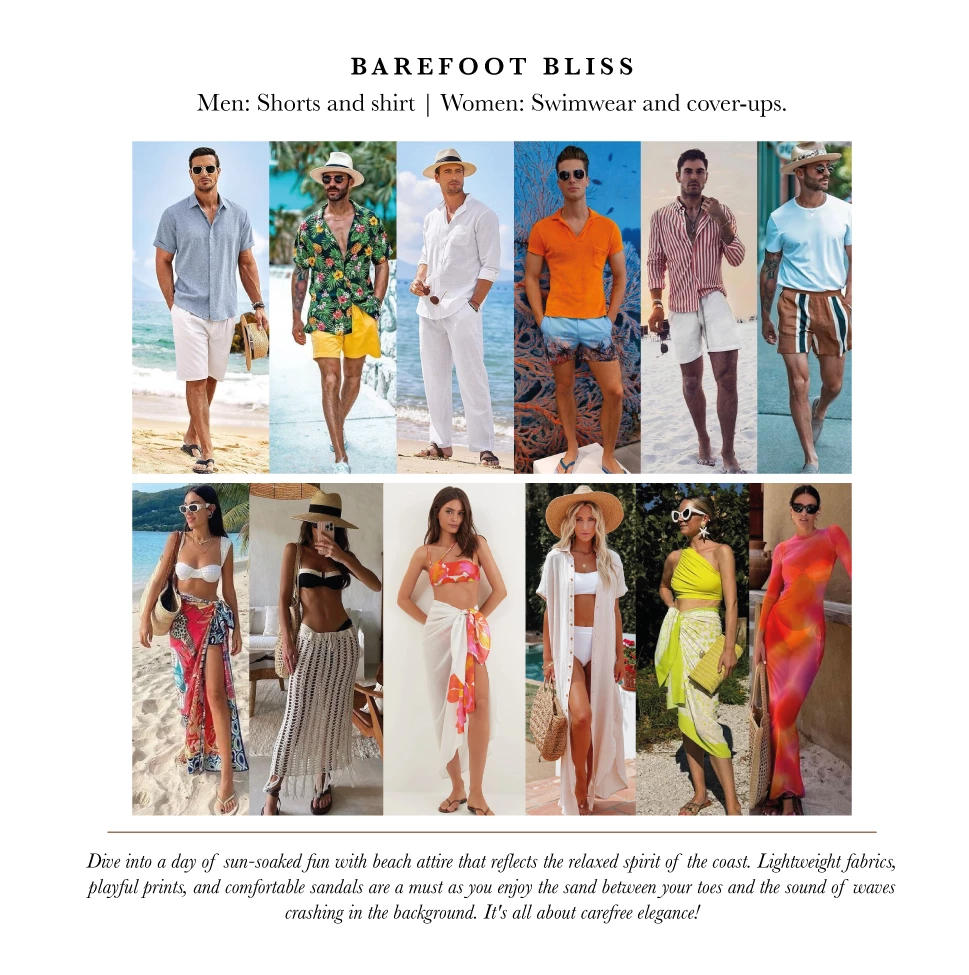 BAREFOOT BLISS
Men: Shorts and shirt | Women: Swimwear and cover-ups.
Dive into a day of sun-soaked fun with beach attire that reflects the relaxed spirit of the coast. Lightweight fabrics,
playful prints, and comfortable sandals are a must as you enjoy the sand between your toes and the sound of waves
crashing in the background. It's all about carefree elegance!